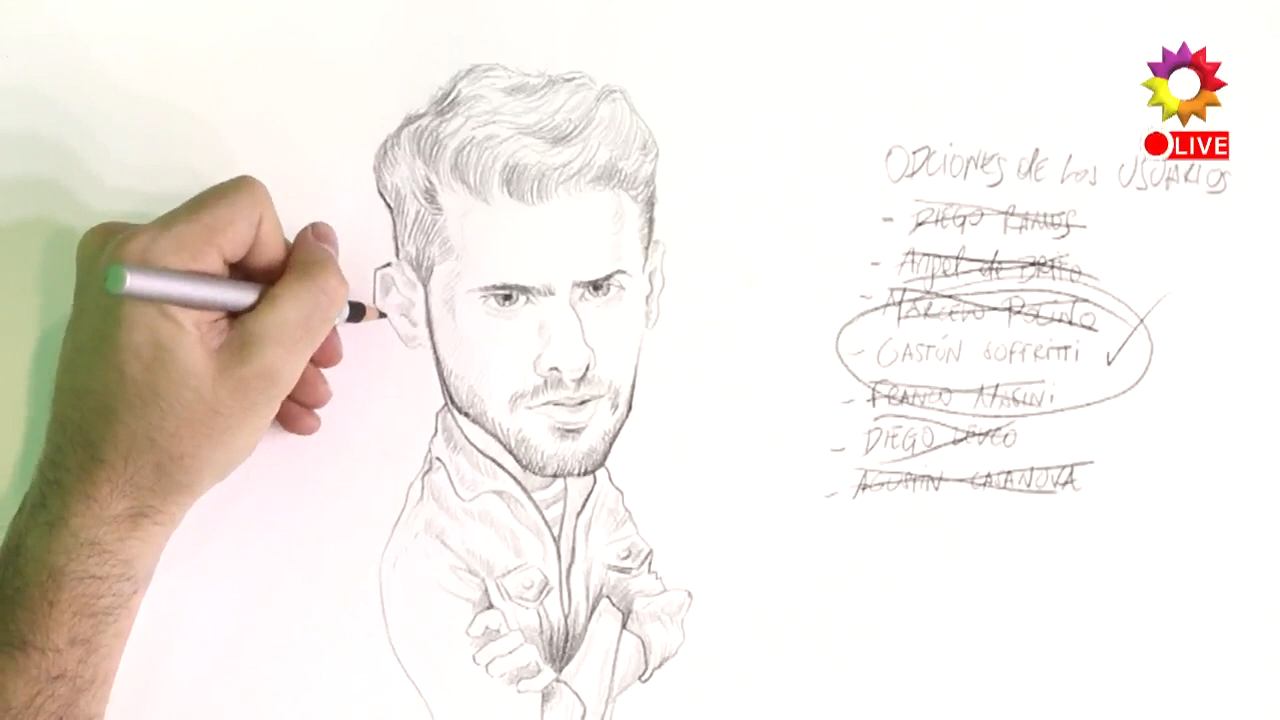 LIVE
OPCIONES de Los USUARIOS
- DIEGO RAMOS
- Angel de BRITO
- MARCELO POLINO
- GASTÓN SOFFRITTI
- FRANCO MASINI
- DIEGO LEUCO
- AGUSTÍN CASANOVA